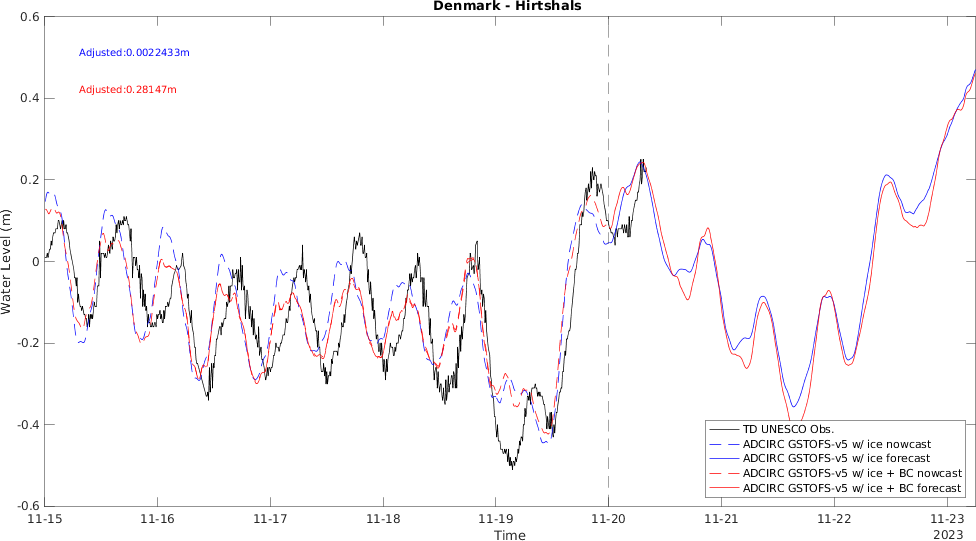 Denmark - Hirtshals
Adjusted:0.0022433m
Adjusted:0.28147m
Water Level (m)
0.6
0.4
0.2
0
-0.2
-0.4
-0.6
TD UNESCO Obs.
ADCIRC GSTOFS-v5 w/ ice nowcast
ADCIRC GSTOFS-v5 w/ ice forecast
ADCIRC GSTOFS-v5 w/ ice + BC nowcast
ADCIRC GSTOFS-v5 w/ ice + BC forecast
11-15 11-16 11-17 11-18 11-19 11-20 11-21 11-22 11-23
2023
Time